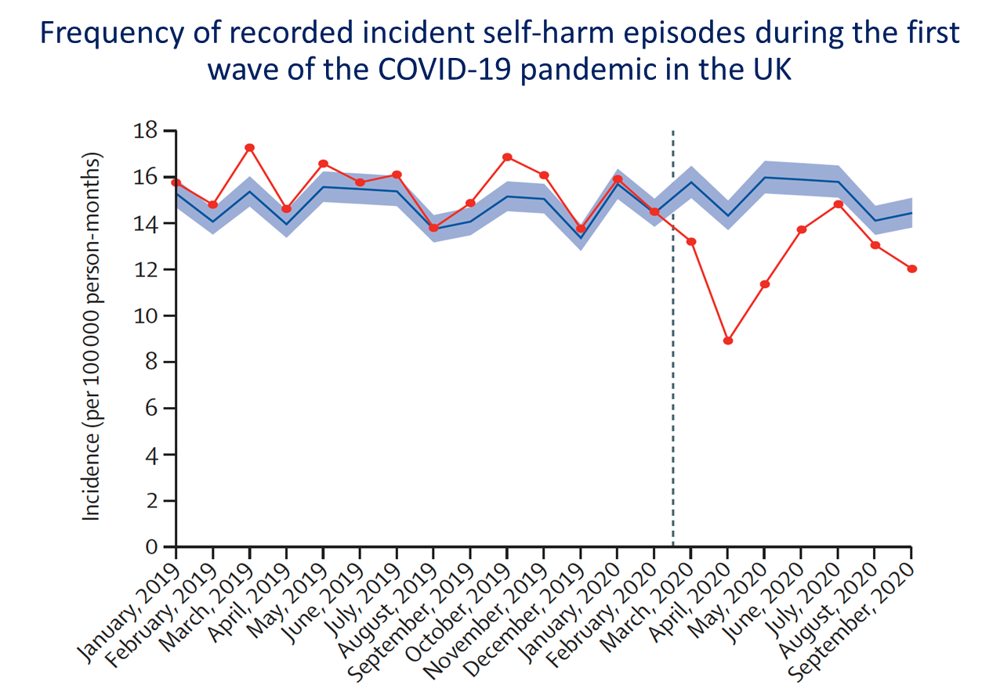 Frequency of recorded incident self-harm episodes during the first
wave of the COVID-19 pandemic in the UK
Incidence (per 100 000 person-months)
18
16
14
12
10
8
6
4
2
0
January, 2019
February, 2019
March, 2019
April, 2019
May, 2019
June, 2019
July, 2019
August, 2019
September, 2019
October, 2019
November, 2019
December, 2019
January, 2020
February, 2020
March, 2020
April, 2020
May, 2020
June, 2020
July, 2020
August, 2020
September, 2020